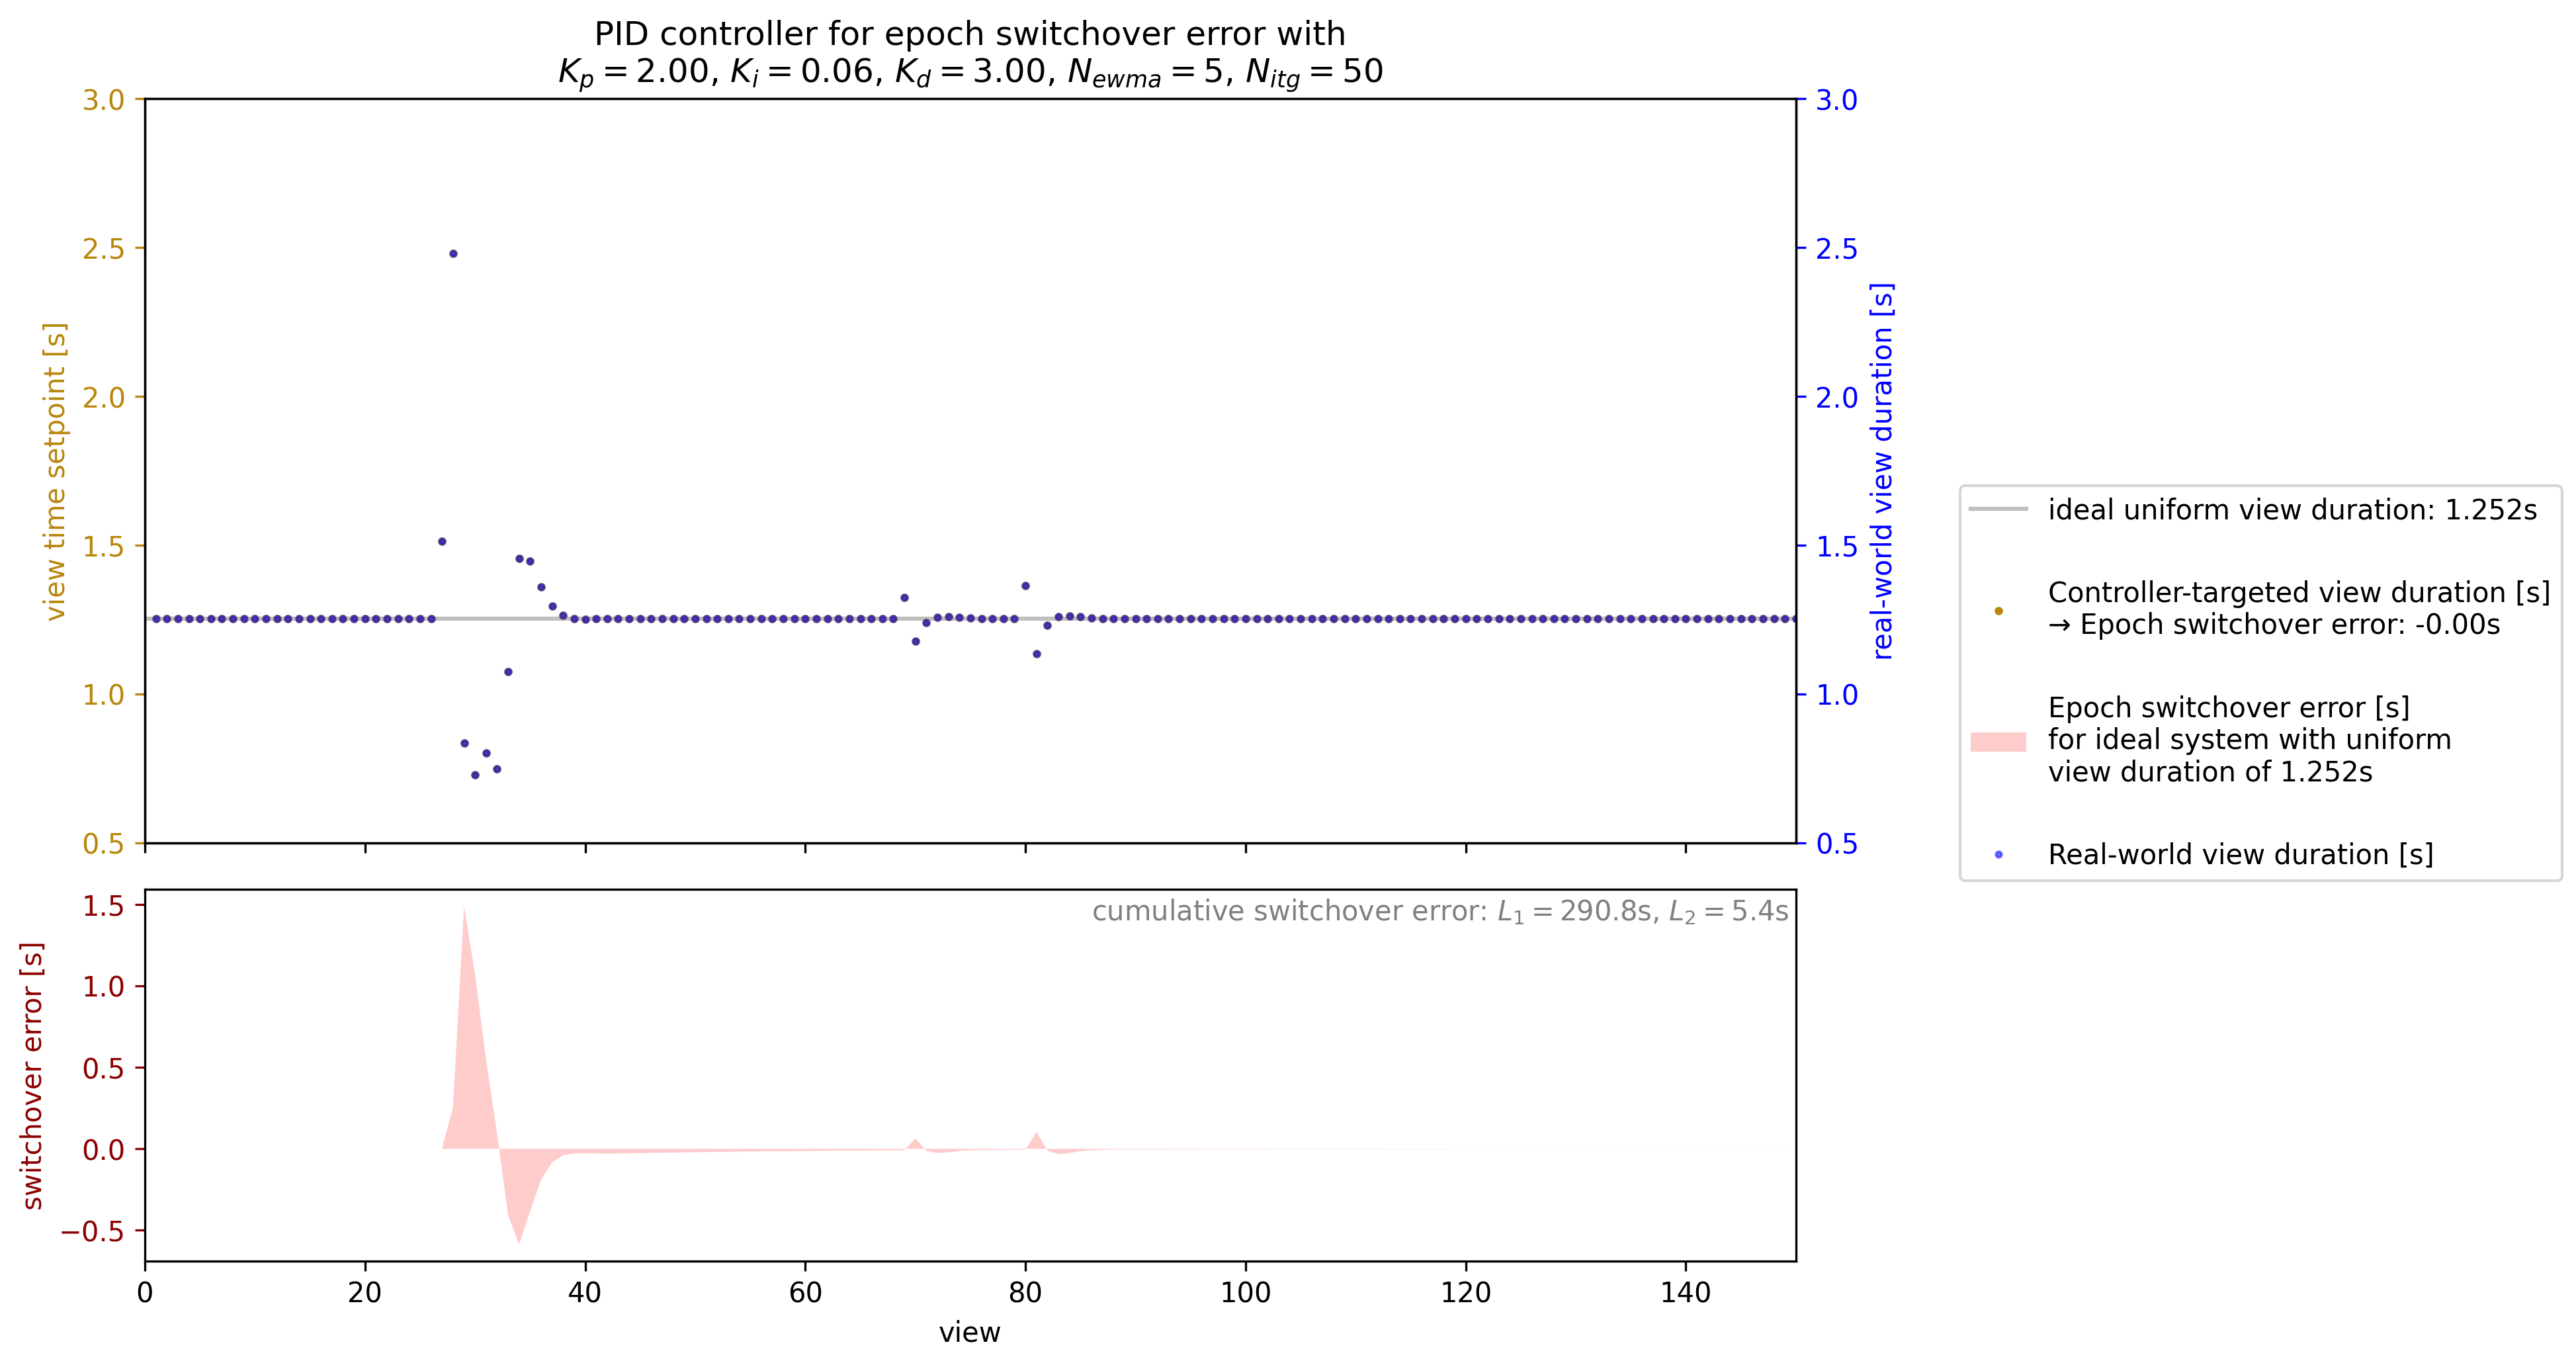 PID controller for epoch switchover error with
K_p = 2.00, K_i = 0.06, K_d = 3.00, N_ewma = 5, N_itg = 50
3.0
2.5
2.0
1.5
1.0
0.5
view time setpoint [s]
3.0
2.5
2.0
1.5
1.0
0.5
real-world view duration [s]
ideal uniform view duration: 1.252s
Controller-targeted view duration [s]
→ Epoch switchover error: -0.00s
Epoch switchover error [s]
for ideal system with uniform
view duration of 1.252s
Real-world view duration [s]
cumulative switchover error: L_1 = 290.8s, L_2 = 5.4s
1.5
1.0
0.5
0.0
−0.5
switchover error [s]
0 20 40 60 80 100 120 140
view